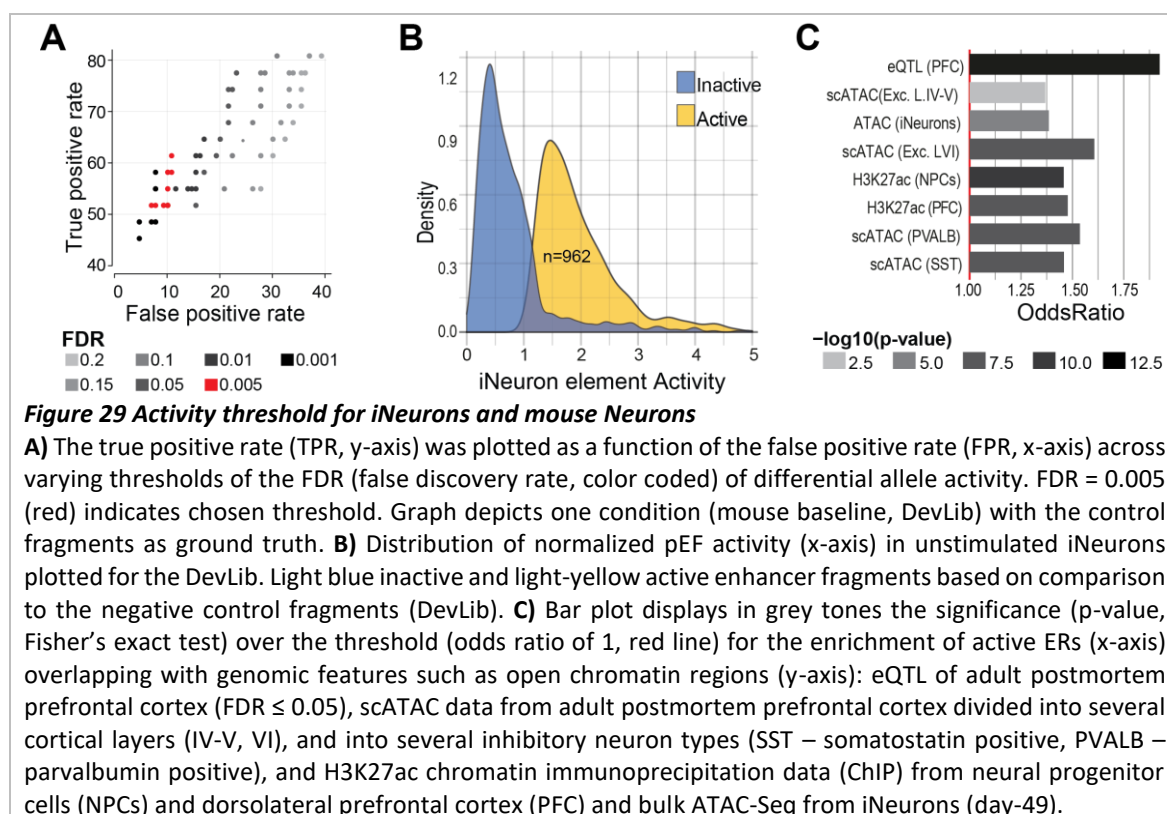 A
True positive rate
80
70
60
50
40
0 10 20 30 40
False positive rate
FDR
0.2 0.1 0.01 0.001
0.15 0.05 0.005
B
Density
1.2
0.9
0.6
0.3
0.0
Inactive
Active
n=962
0 1 2 3 4 5
iNeuron element Activity
C
eQTL (PFC)
scATAC(Exc. L.IV-V)
ATAC (iNeurons)
scATAC (Exc. LVI)
H3K27ac (NPCs)
H3K27ac (PFC)
scATAC (PVALB)
scATAC (SST)
1.00 1.25 1.50 1.75
OddsRatio
−log10(p-value)
2.5 5.0 7.5 10.0 12.5
Figure 29 Activity threshold for iNeurons and mouse Neurons
A) The true positive rate (TPR, y-axis) was plotted as a function of the false positive rate (FPR, x-axis) across
varying thresholds of the FDR (false discovery rate, color coded) of differential allele activity. FDR = 0.005
(red) indicates chosen threshold. Graph depicts one condition (mouse baseline, DevLib) with the control
fragments as ground truth. B) Distribution of normalized pEF activity (x-axis) in unstimulated iNeurons
plotted for the DevLib. Light blue inactive and light-yellow active enhancer fragments based on comparison
to the negative control fragments (DevLib). C) Bar plot displays in grey tones the significance (p-value,
Fisher's exact test) over the threshold (odds ratio of 1, red line) for the enrichment of active ERs (x-axis)
overlapping with genomic features such as open chromatin regions (y-axis): eQTL of adult postmortem
prefrontal cortex (FDR ≤ 0.05), scATAC data from adult postmortem prefrontal cortex divided into several
cortical layers (IV-V, VI), and into several inhibitory neuron types (SST – somatostatin positive, PVALB –
parvalbumin positive), and H3K27ac chromatin immunoprecipitation data (ChIP) from neural progenitor
cells (NPCs) and dorsolateral prefrontal cortex (PFC) and bulk ATAC-Seq from iNeurons (day-49).